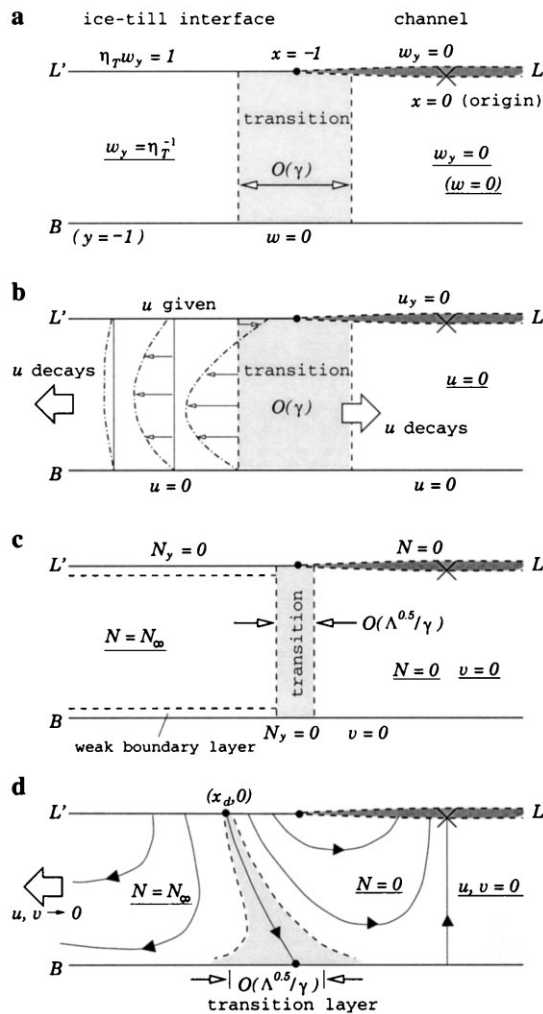 a
ice-till interface channel
L' η_T w_y = 1 x = -1 w_y = 0 L
x = 0 (origin)
transition
w_y = η_T^-1
O(γ)
w_y = 0
(w = 0)
B (y = -1) w = 0
b
L' u given u_y = 0 L
u decays transition u = 0
O(γ) u decays
B u = 0 u = 0
c
L' N_y = 0 N = 0 L
transition
O(Λ^0.5/γ)
N = N_∞
N = 0 v = 0
B
weak boundary layer N_y = 0 v = 0
d
(x_d, 0)
L' L
N = N_∞ N = 0 u, v = 0
u, v → 0
B
O(Λ^0.5/γ)
transition layer